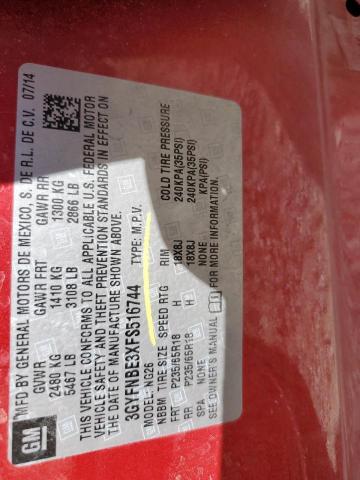 MFD BY GENERAL MOTORS DE MEXICO, S. DE R.L. DE C.V. 07/14
GVWR GAWR FRT GAWR RR
2480 KG 1410 KG 1300 KG
5467 LB 3108 LB 2866 LB
THIS VEHICLE CONFORMS TO ALL APPLICABLE U.S. FEDERAL MOTOR
VEHICLE SAFETY AND THEFT PREVENTION STANDARDS IN EFFECT ON
THE DATE OF MANUFACTURE SHOWN ABOVE.
3GYFNBE3XFS516744 TYPE: M.P.V.
MODEL: NG26
NBBM TIRE SIZE SPEED RTG RIM COLD TIRE PRESSURE
FRT P235/65R18 H 18X8J 240KPA(35PSI)
RR P235/65R18 H 18X8J 240KPA(35PSI)
SPA NONE NONE KPA(PSI)
SEE OWNER'S MANUAL FOR MORE INFORMATION.
GM